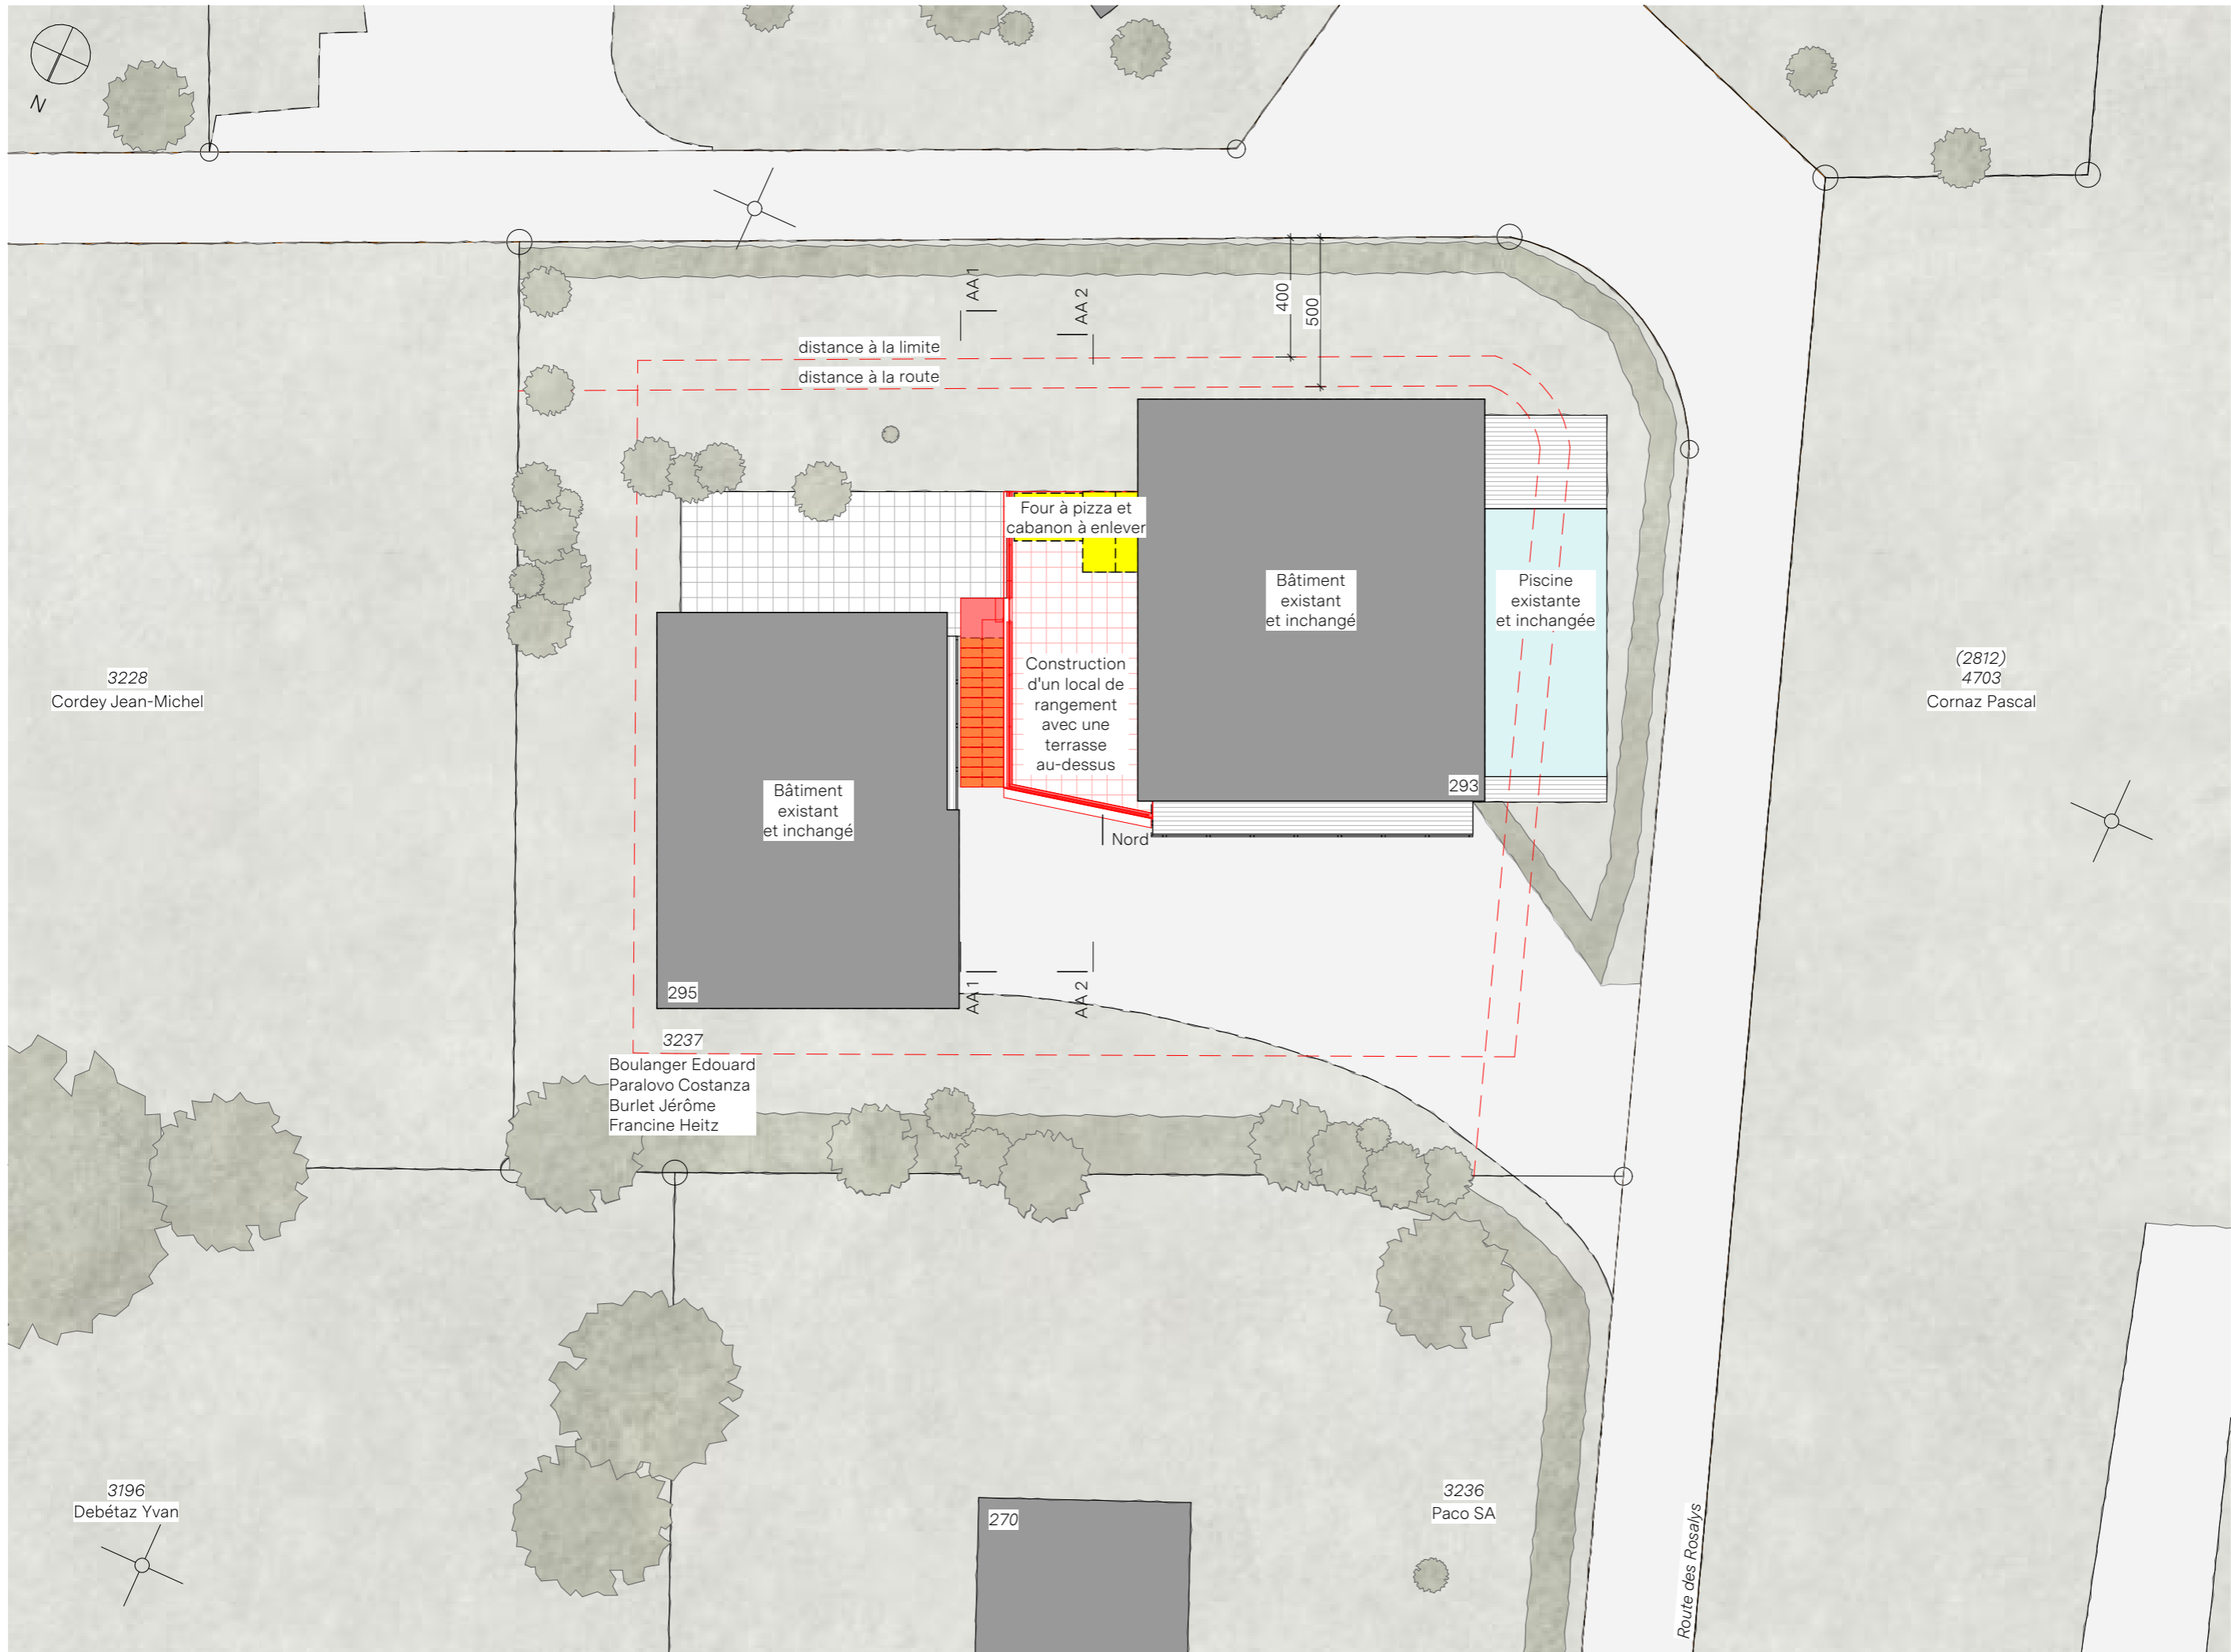 N
AA 1
AA 2
400
500
distance à la limite
distance à la route
Four à pizza et
cabanon à enlever
Bâtiment
existant
et inchangé
Piscine
existante
et inchangée
Construction
d'un local de
rangement
avec une
terrasse
au-dessus
3228
Cordey Jean-Michel
(2812)
4703
Cornaz Pascal
Bâtiment
existant
et inchangé
293
Nord
295
AA 1
AA 2
3237
Boulanger Edouard
Paralovo Costanza
Burlet Jérôme
Francine Heitz
3196
Debétaz Yvan
270
3236
Paco SA
Route des Rosalys